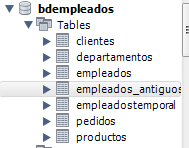 bdempleados
Tables
clientes
departamentos
empleados
empleados_antiguos
empleadostemporal
pedidos
productos